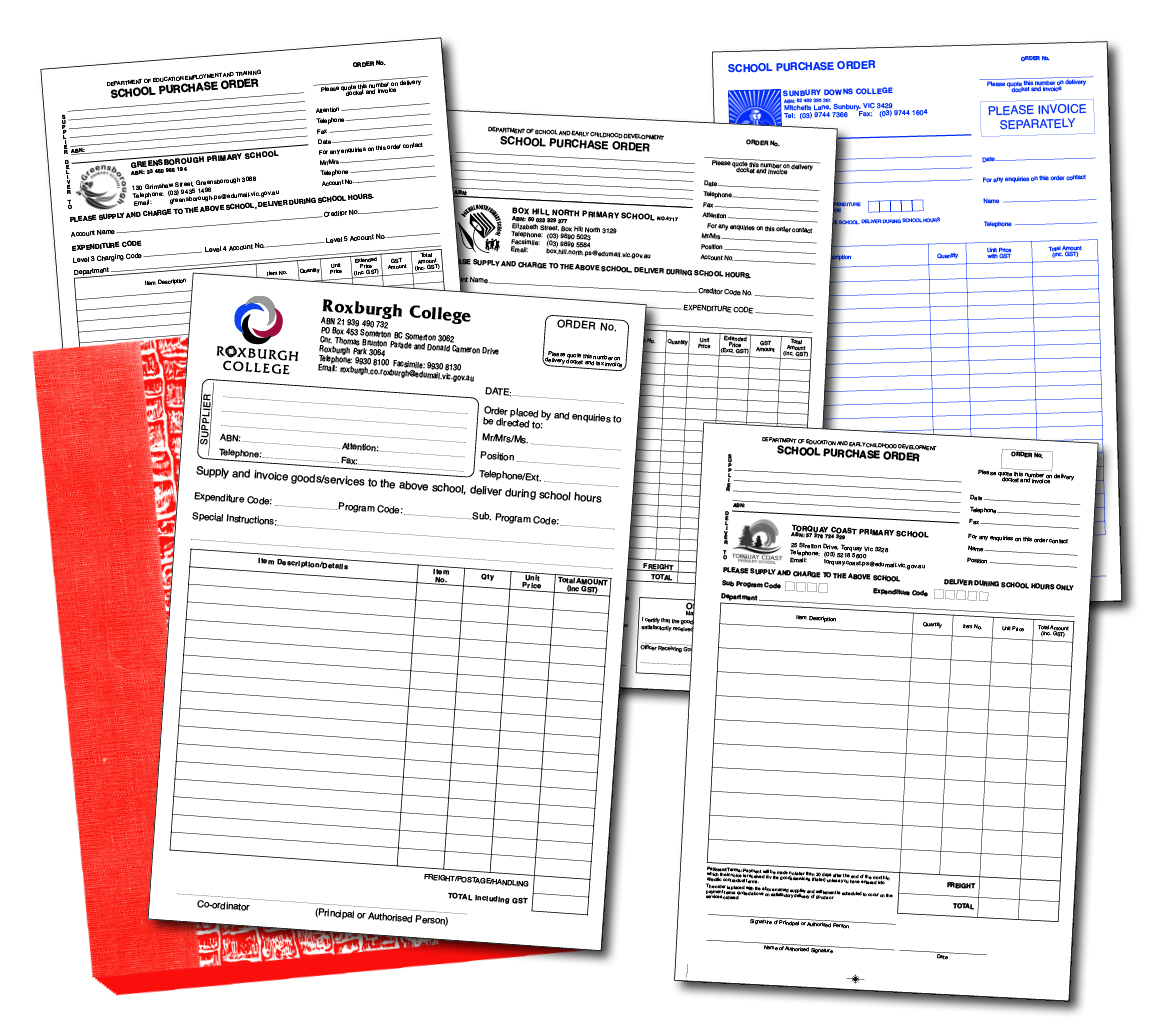 DEPARTMENT OF EDUCATION EMPLOYMENT AND TRAINING
SCHOOL PURCHASE ORDER
ORDER No.
Please quote this number on delivery
docket and invoice
SUPPLIER
Attention
Telephone
Fax
Date
ABN:
For any enquiries on this order contact
Mr/Mrs
Telephone
Account No.
DELIVER TO
Greensborough
GREENSBOROUGH PRIMARY SCHOOL
130 Grimshaw Street, Greensborough 3088
Telephone: (03) 9435 1496
Email: greensborough.ps@edumail.vic.gov.au
PLEASE SUPPLY AND CHARGE TO THE ABOVE SCHOOL, DELIVER DURING SCHOOL HOURS.
Account Name
Creditor No.
EXPENDITURE CODE
Level 3 Charging Code
Level 4 Account No.
Level 5 Account No.
Department
Item Description
Item No.
Quantity
Unit
Price
Extended
Price
(Inc GST)
GST
Amount
Total
Amount
(Inc. GST)
DEPARTMENT OF SCHOOL AND EARLY CHILDHOOD DEVELOPMENT
SCHOOL PURCHASE ORDER
ORDER No.
Please quote this number on delivery
docket and invoice
Date
Telephone
Fax
Attention
For any enquiries on this order contact
Mr/Mrs
Position
Account No.
ABN:
BOX HILL NORTH PRIMARY SCHOOL NO.4717
ABN: 50 023 329 077
Elizabeth Street, Box Hill North 3129
Telephone: (03) 9890 5023
Facsimile: (03) 9899 5584
Email: box.hill.north.ps@edumail.vic.gov.au
SUPPLY AND CHARGE TO THE ABOVE SCHOOL, DELIVER DURING SCHOOL HOURS.
Name
Creditor Code No.
EXPENDITURE CODE
No.
Quantity
Unit
Price
Extended
Price
(Excl. GST)
GST
Amount
Total
Amount
(Inc. GST)
FREIGHT
TOTAL
I certify that the good
satisfactorily received
Officer Receiving Go
SCHOOL PURCHASE ORDER
ORDER No.
Please quote this number on delivery
docket and invoice
SUNBURY DOWNS COLLEGE
ABN: 82 469 395 361
Mitchells Lane, Sunbury, VIC 3429
Tel: (03) 9744 7366 Fax: (03) 9744 1604
PLEASE INVOICE
SEPARATELY
Date
For any enquiries on this order contact
Name
SCHOOL, DELIVER DURING SCHOOL HOURS
Telephone
Quantity
Unit Price
with GST
Total Amount
(inc. GST)
ROXBURGH
COLLEGE
Roxburgh College
ABN 21 939 490 732
PO Box 453 Somerton BC Somerton 3062
Cnr. Thomas Brunton Parade and Donald Cameron Drive
Roxburgh Park 3064
Telephone: 9930 8100 Facsimile: 9930 8130
Email: roxburgh.co.roxburgh@edumail.vic.gov.au
ORDER No.
Please quote this number on
delivery docket and tax invoice
SUPPLIER
ABN:
Attention:
Telephone:
Fax:
DATE:
Order placed by and enquiries to
be directed to:
Mr/Mrs/Ms.
Position
Telephone/Ext.
Supply and invoice goods/services to the above school, deliver during school hours
Expenditure Code:
Program Code:
Sub. Program Code:
Special Instructions:
Item Description/Details
Item
No.
Qty
Unit
Price
Total AMOUNT
(Inc GST)
FREIGHT/POSTAGE/HANDLING
TOTAL Including GST
Co-ordinator
(Principal or Authorised Person)
DEPARTMENT OF EDUCATION AND EARLY CHILDHOOD DEVELOPMENT
SCHOOL PURCHASE ORDER
ORDER No.
Please quote this number on delivery
docket and invoice
SUPPLIER
Date
Telephone
Fax
ABN:
For any enquiries on this order contact
Name
Position
DELIVER TO
TORQUAY COAST
PRIMARY SCHOOL
TORQUAY COAST PRIMARY SCHOOL
ABN: 57 376 724 329
25 Stretton Drive, Torquay Vic 3228
Telephone: (03) 5218 5600
Email: torquay.coast.ps@edumail.vic.gov.au
PLEASE SUPPLY AND CHARGE TO THE ABOVE SCHOOL
DELIVER DURING SCHOOL HOURS ONLY
Sub Program Code
Expenditure Code
Department
Item Description
Quantity
Item No.
Unit Price
Total Amount
(inc. GST)
FREIGHT
TOTAL
Signature of Principal or Authorised Person
Name of Authorised Signature
Date